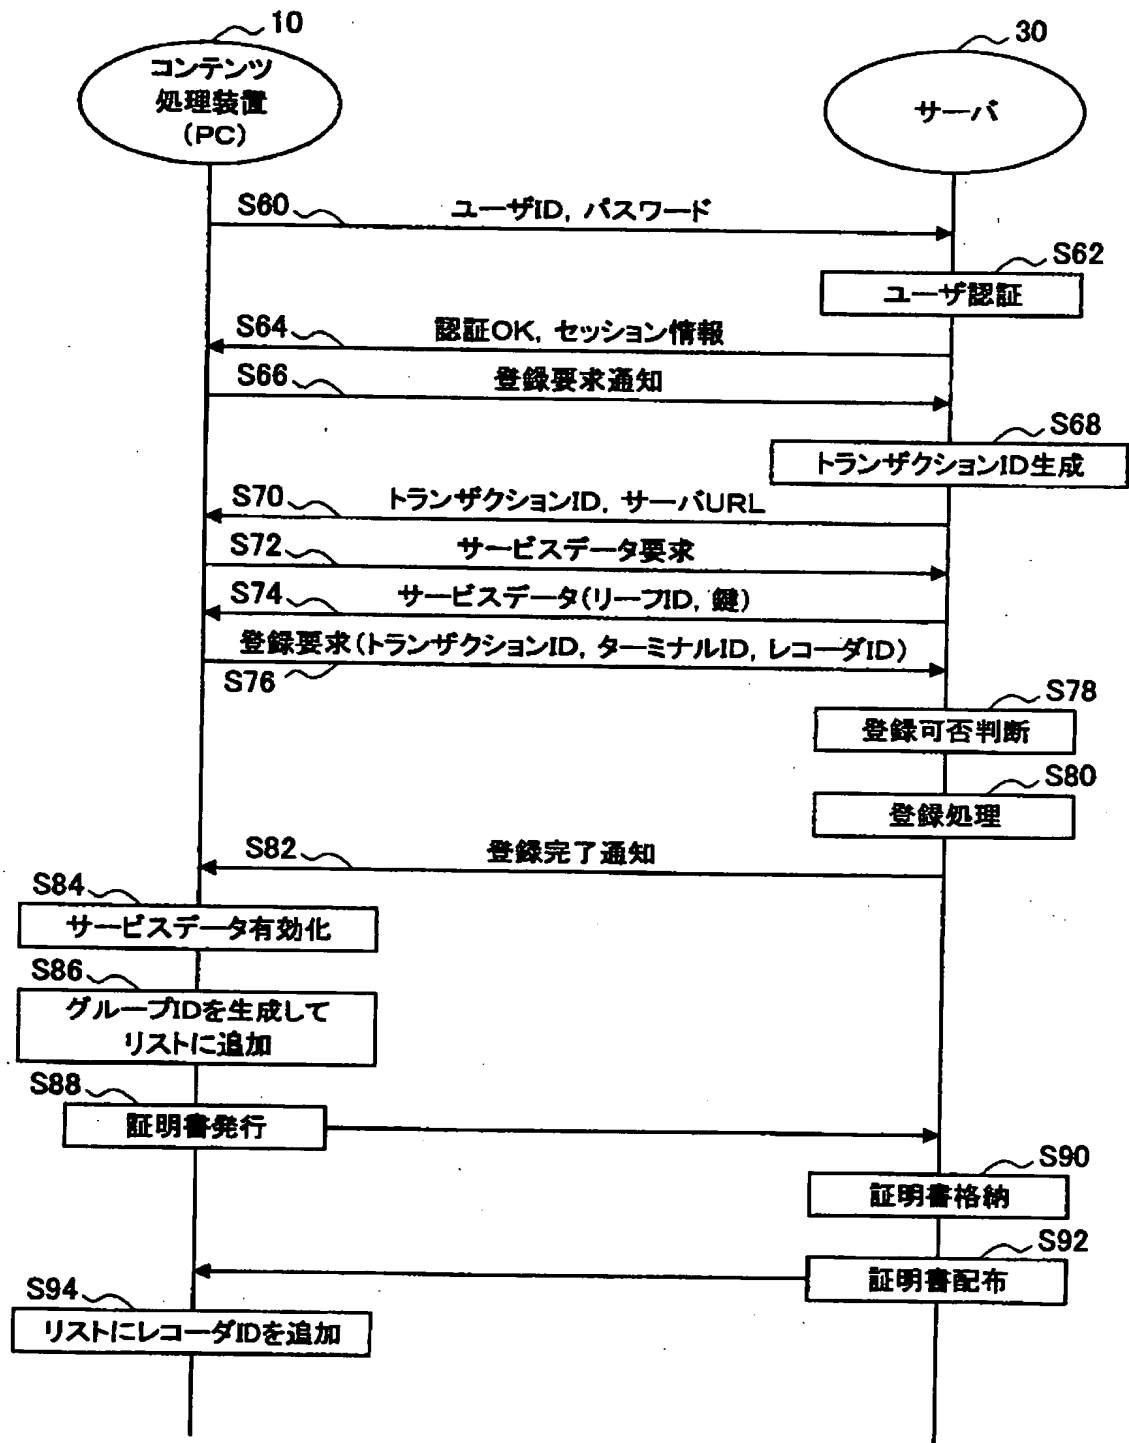 10
コンテンツ
処理装置
(PC)
30
サーバ
S60
ユーザID, パスワード
S62
ユーザ認証
S64
認証OK, セッション情報
S66
登録要求通知
S68
トランザクションID生成
S70
トランザクションID, サーバURL
S72
サービスデータ要求
S74
サービスデータ(リーフID, 鍵)
登録要求(トランザクションID, ターミナルID, レコーダID)
S76
S78
登録可否判断
S80
登録処理
S82
登録完了通知
S84
サービスデータ有効化
S86
グループIDを生成して
リストに追加
S88
証明書発行
S90
証明書格納
S92
証明書配布
S94
リストにレコーダIDを追加